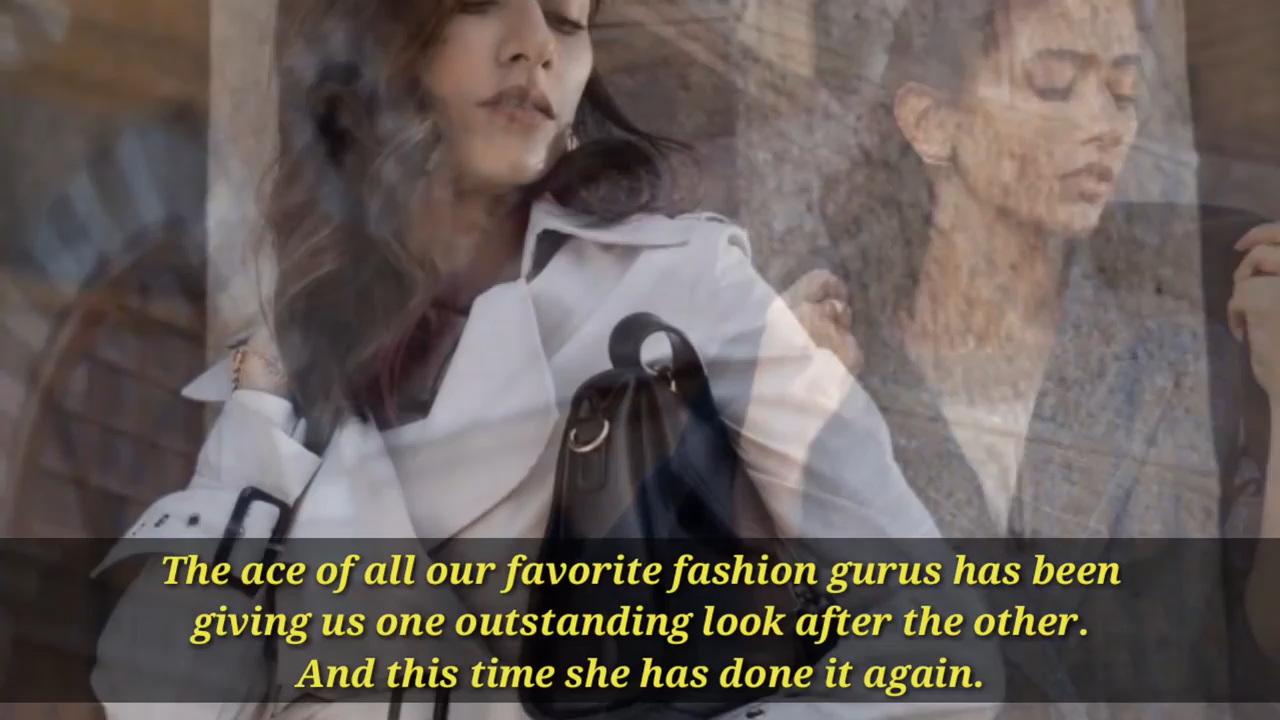 The ace of all our favorite fashion gurus has been
giving us one outstanding look after the other.
And this time she has done it again.